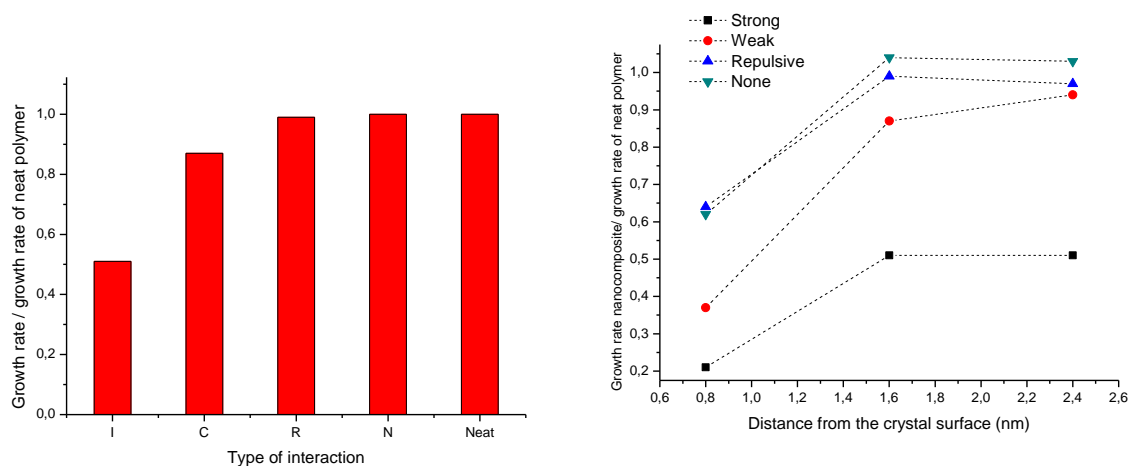 Growth rate / growth rate of neat polymer
1,0
0,8
0,6
0,4
0,2
0,0
I C R N Neat
Type of interaction
Strong
Weak
Repulsive
None
Growth rate nanocomposite/ growth rate of neat polymer
1,0
0,9
0,8
0,7
0,6
0,5
0,4
0,3
0,2
0,6 0,8 1,0 1,2 1,4 1,6 1,8 2,0 2,2 2,4 2,6
Distance from the crystal surface (nm)